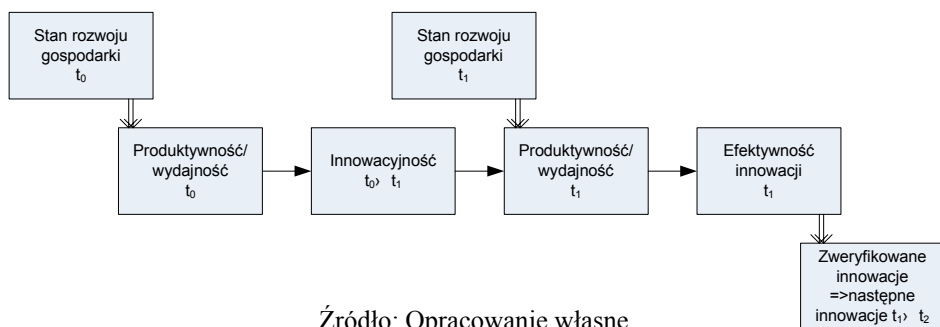 Stan rozwoju
gospodarki
t₀
Stan rozwoju
gospodarki
t₁
Produktywność/
wydajność
t₀
Innowacyjność
t₀› t₁
Produktywność/
wydajność
t₁
Efektywność
innowacji
t₁
Zweryfikowane
innowacje
=>następne
innowacje t₁› t₂
Źródło: Opracowanie własne